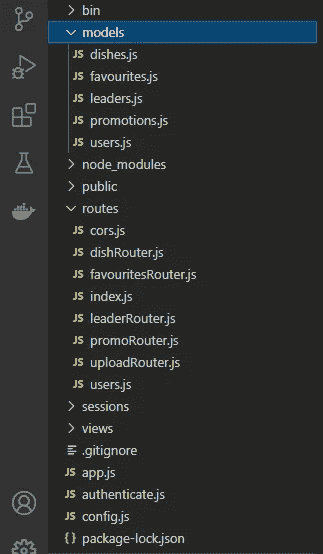 bin
models
JS dishes.js
JS favourites.js
JS leaders.js
JS promotions.js
JS users.js
node_modules
public
routes
JS cors.js
JS dishRouter.js
JS favouritesRouter.js
JS index.js
JS leaderRouter.js
JS promoRouter.js
JS uploadRouter.js
JS users.js
sessions
views
.gitignore
JS app.js
JS authenticate.js
JS config.js
{} package-lock.json